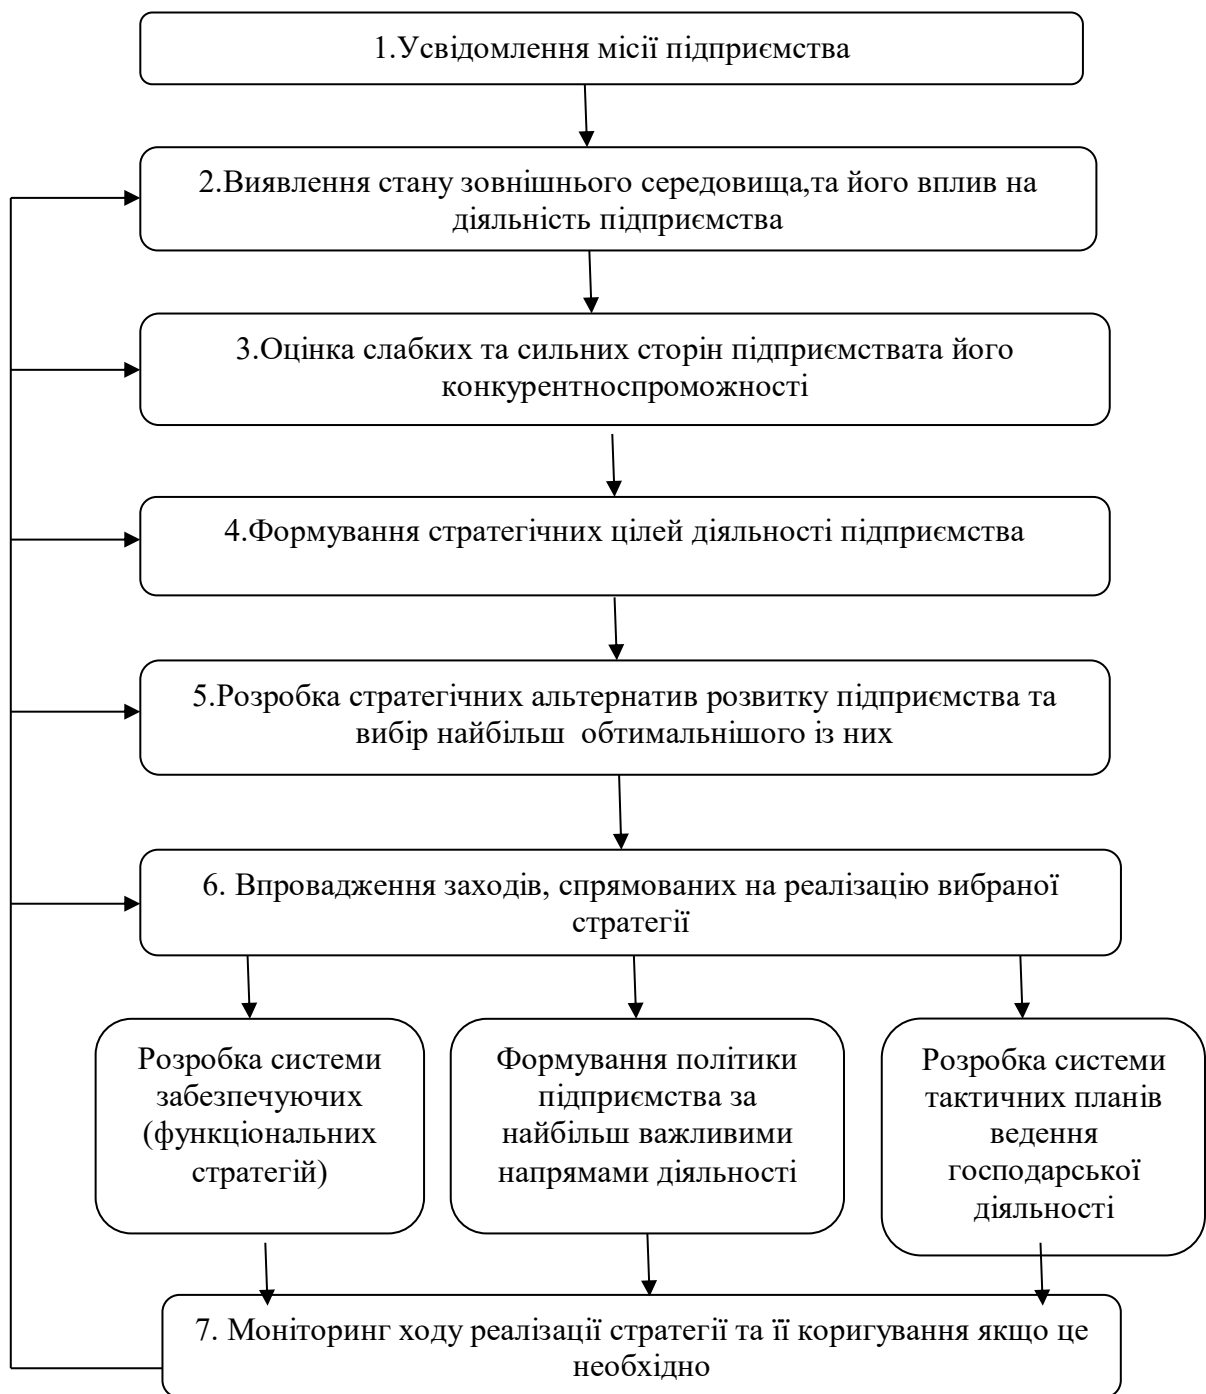 1.Усвідомлення місії підприємства
2.Виявлення стану зовнішнього середовища,та його вплив на
діяльність підприємства
3.Оцінка слабких та сильних сторін підприємствата його
конкурентноспроможності
4.Формування стратегічних цілей діяльності підприємства
5.Розробка стратегічних альтернатив розвитку підприємства та
вибір найбільш обтимальнішого із них
6. Впровадження заходів, спрямованих на реалізацію вибраної
стратегії
Розробка системи
забезпечуючих
(функціональних
стратегій)
Формування політики
підприємства за
найбільш важливими
напрямами діяльності
Розробка системи
тактичних планів
ведення
господарської
діяльності
7. Моніторинг ходу реалізації стратегії та її коригування якщо це
необхідно